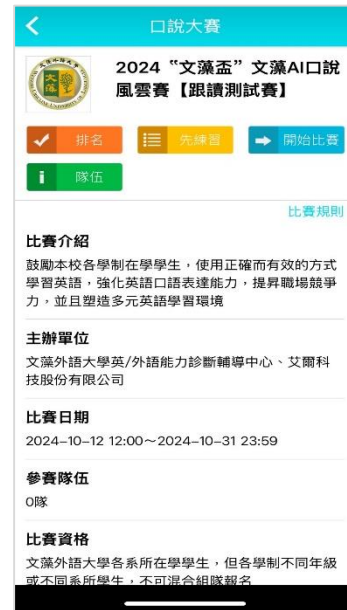 口說大賽
2024 “文藻盃”文藻AI口說
風雲賽【跟讀測試賽】
排名
先練習
開始比賽
隊伍
比賽規則
比賽介紹
鼓勵本校各學制在學學生，使用正確而有效的方式
學習英語，強化英語口語表達能力，提昇職場競爭
力，並且塑造多元英語學習環境
主辦單位
文藻外語大學英/外語能力診斷輔導中心、艾爾科
技股份有限公司
比賽日期
2024–10–12 12:00～2024–10–31 23:59
參賽隊伍
0隊
比賽資格
文藻外語大學各系所在學學生，但各學制不同年級
或不同系所學生，不可混合組隊報名